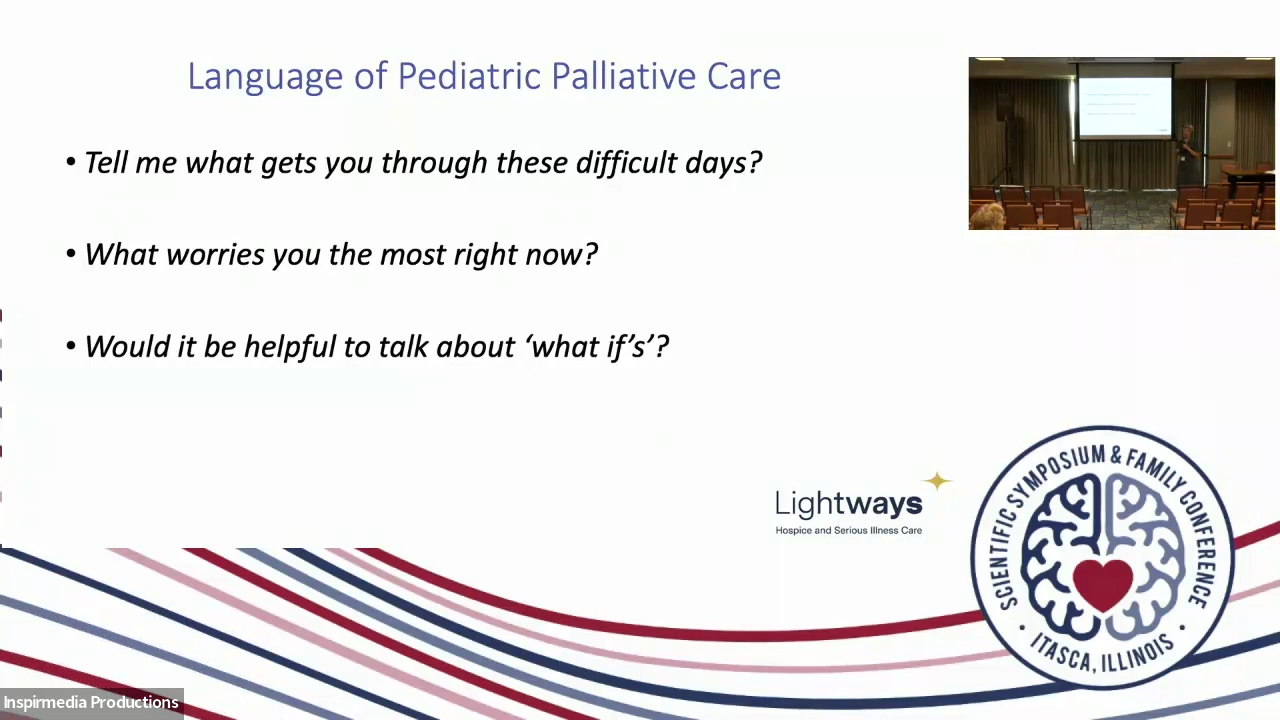 Language of Pediatric Palliative Care
• Tell me what gets you through these difficult days?
• What worries you the most right now?
• Would it be helpful to talk about ‘what if’s’?
Lightways
Hospice and Serious Illness Care
SCIENTIFIC SYMPOSIUM & FAMILY CONFERENCE
• ITASCA, ILLINOIS •
Inspirmedia Productions